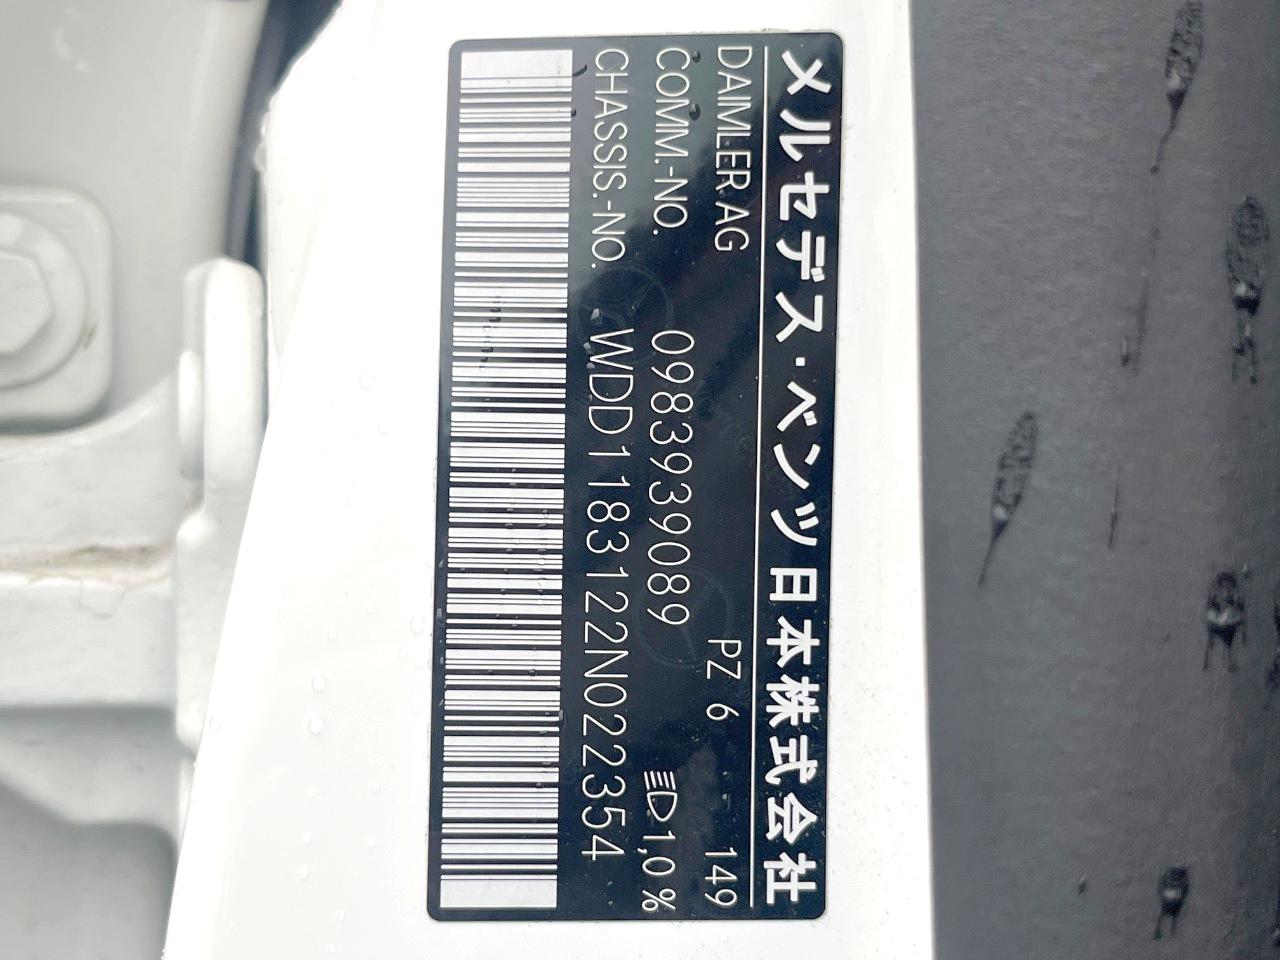 メルセデス・ベンツ日本株式会社
DAIMLER AG PZ 6 149
COMM.-NO. 0983939089 1,0 %
CHASSIS.-NO. WDD1183122N022354